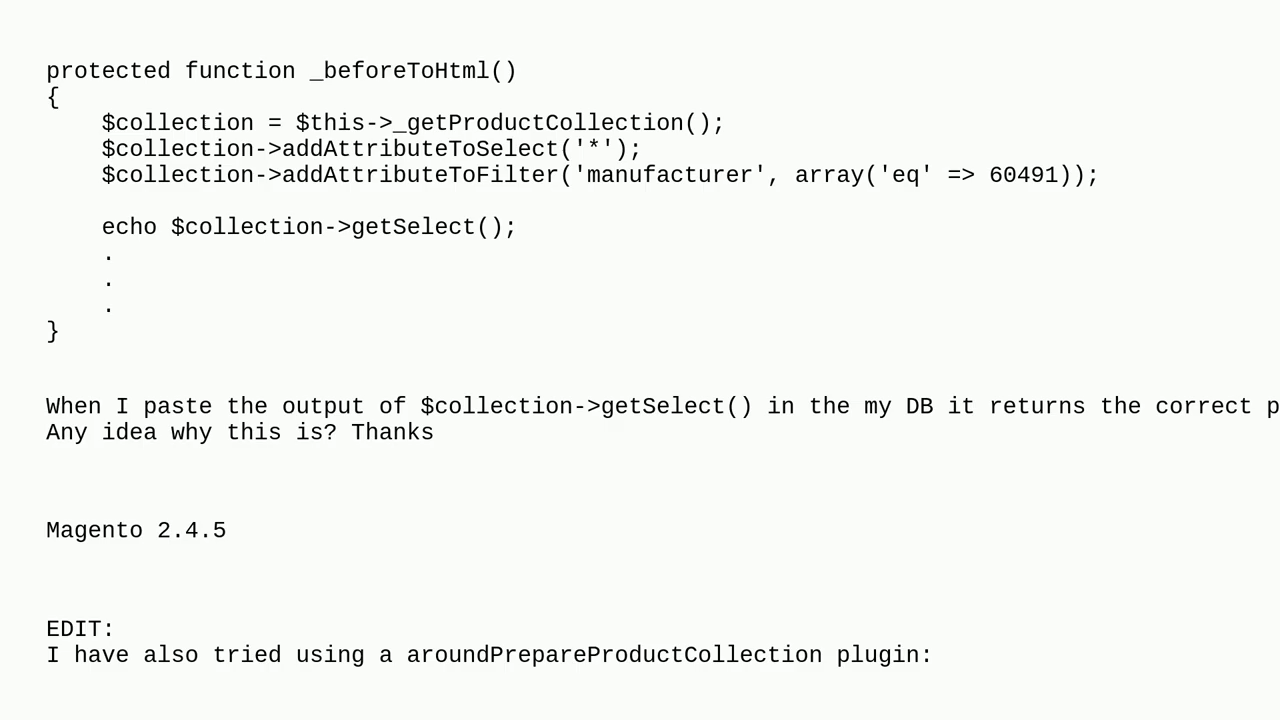 protected function _beforeToHtml()
{
    $collection = $this->_getProductCollection();
    $collection->addAttributeToSelect('*');
    $collection->addAttributeToFilter('manufacturer', array('eq' => 60491));
    echo $collection->getSelect();
    .
    .
    .
}
When I paste the output of $collection->getSelect() in the my DB it returns the correct
Any idea why this is? Thanks
Magento 2.4.5
EDIT:
I have also tried using a aroundPrepareProductCollection plugin: